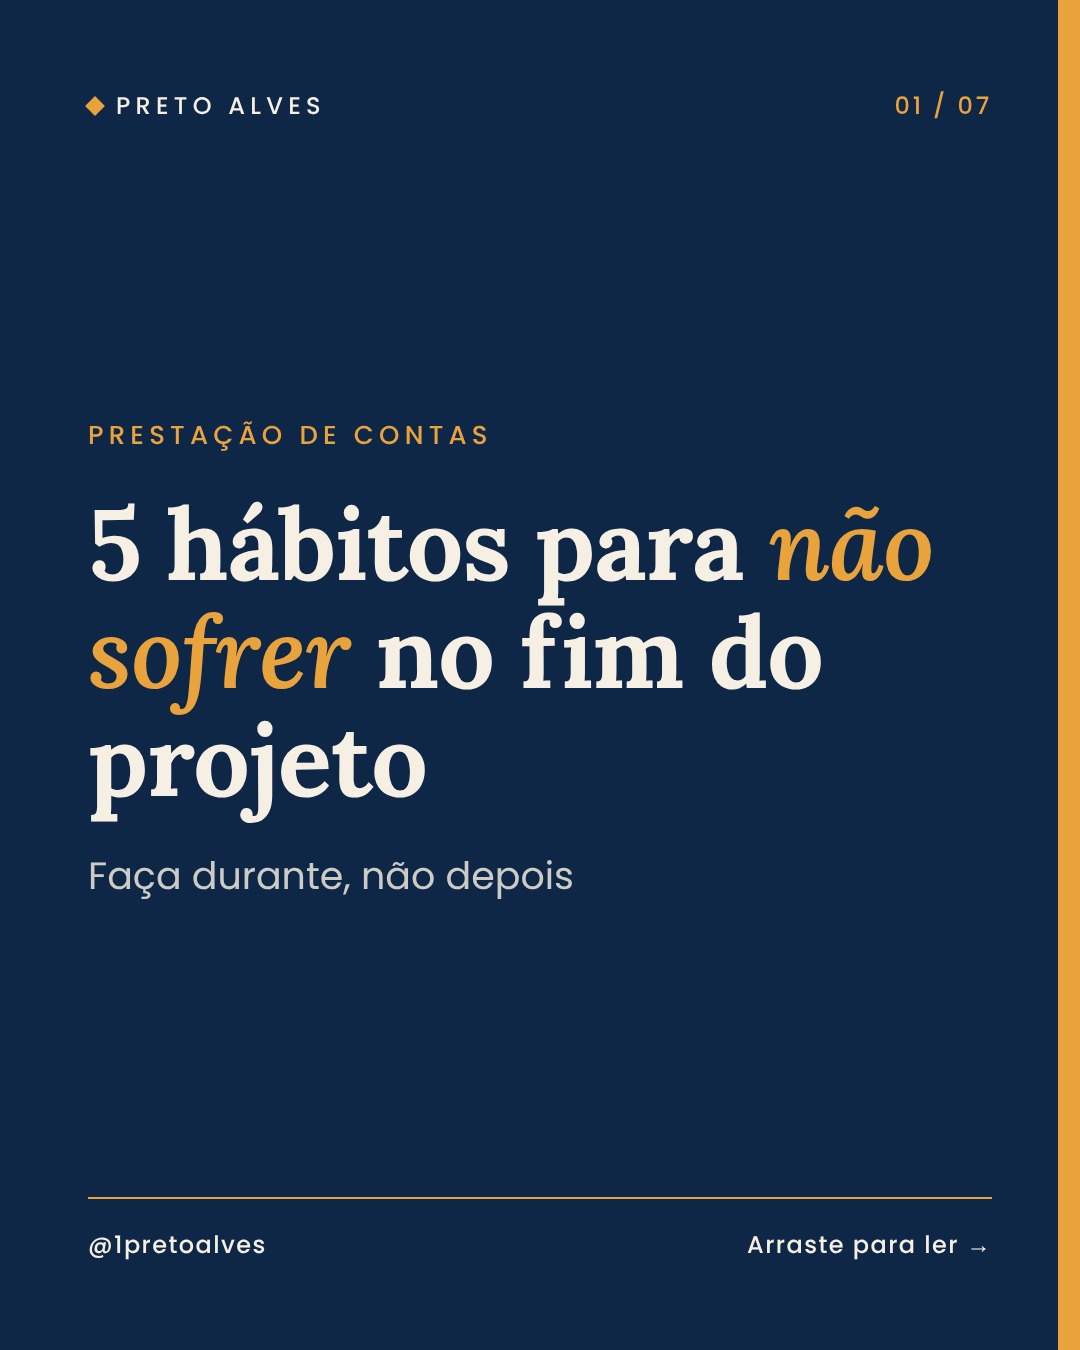 PRETO ALVES
01 / 07
PRESTAÇÃO DE CONTAS
5 hábitos para não
sofrer no fim do
projeto
Faça durante, não depois
@1pretoalves
Arraste para ler →